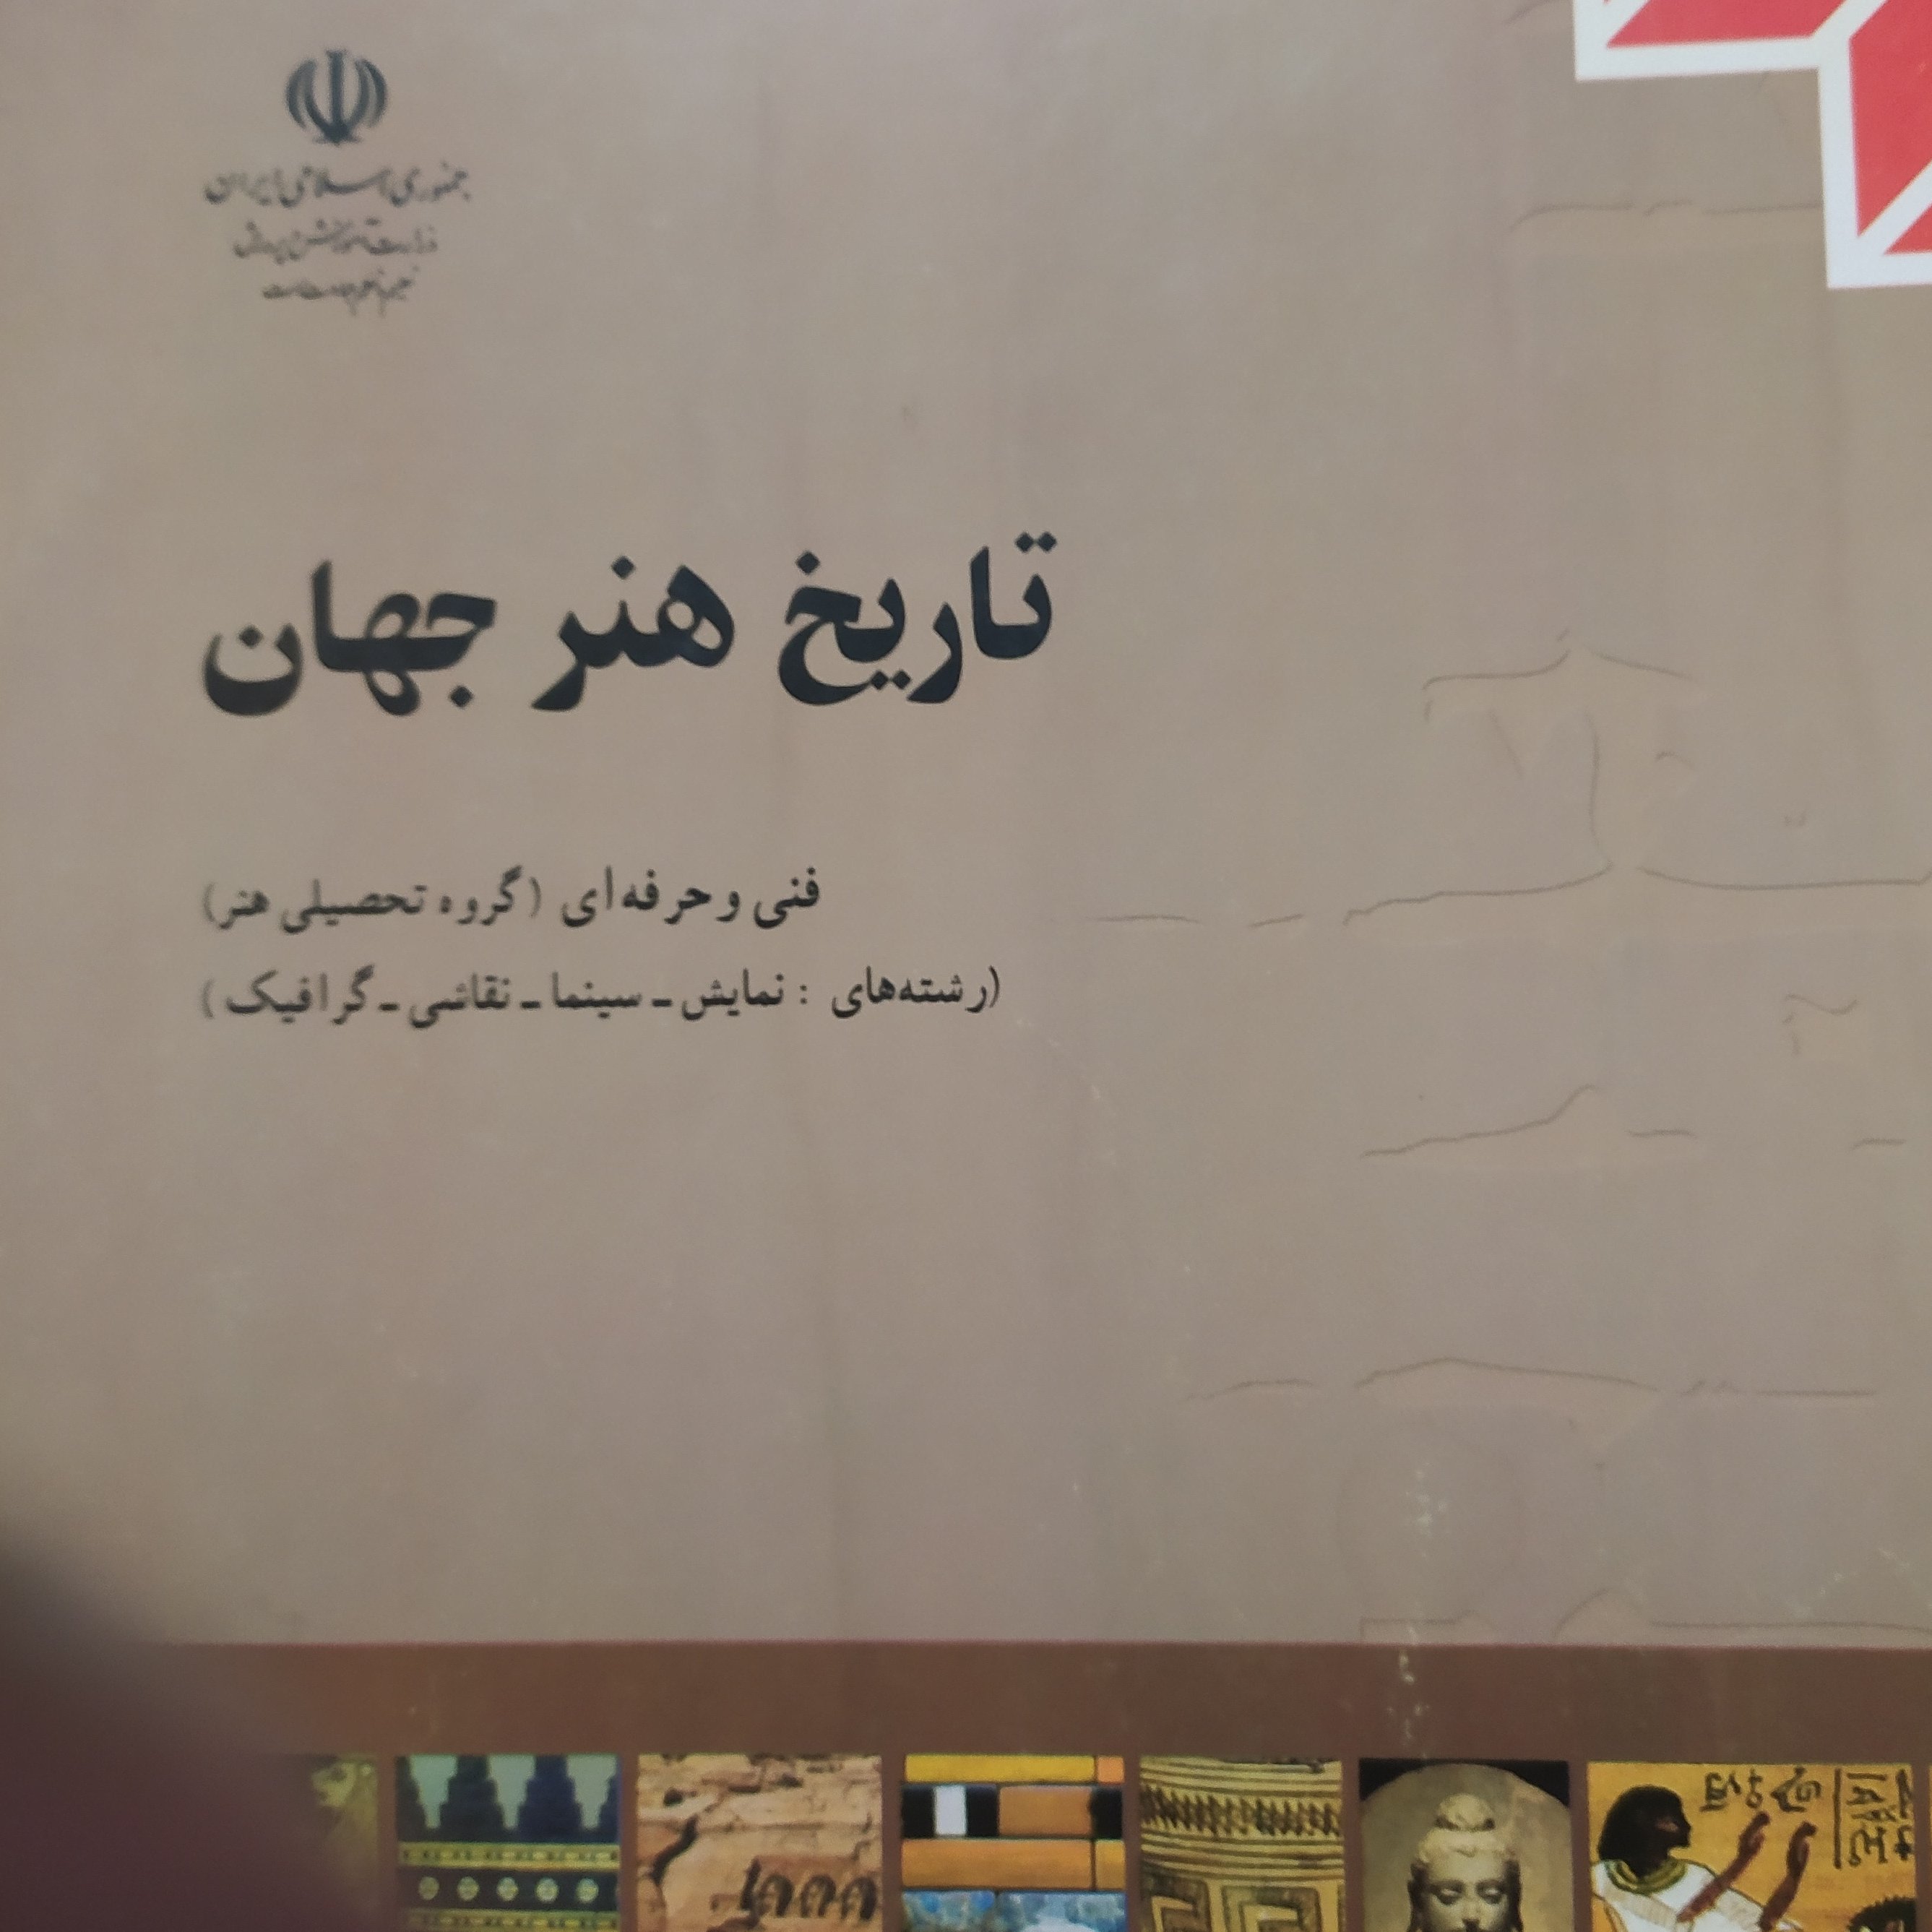 جمهوری اسلامی ایران
وزارت آموزش و پرورش
تاریخ هنر جهان
فنی و حرفه‌ای (گروه تحصیلی هنر)
(رشته‌های : نمایش ـ سینما ـ نقاشی ـ گرافیک )